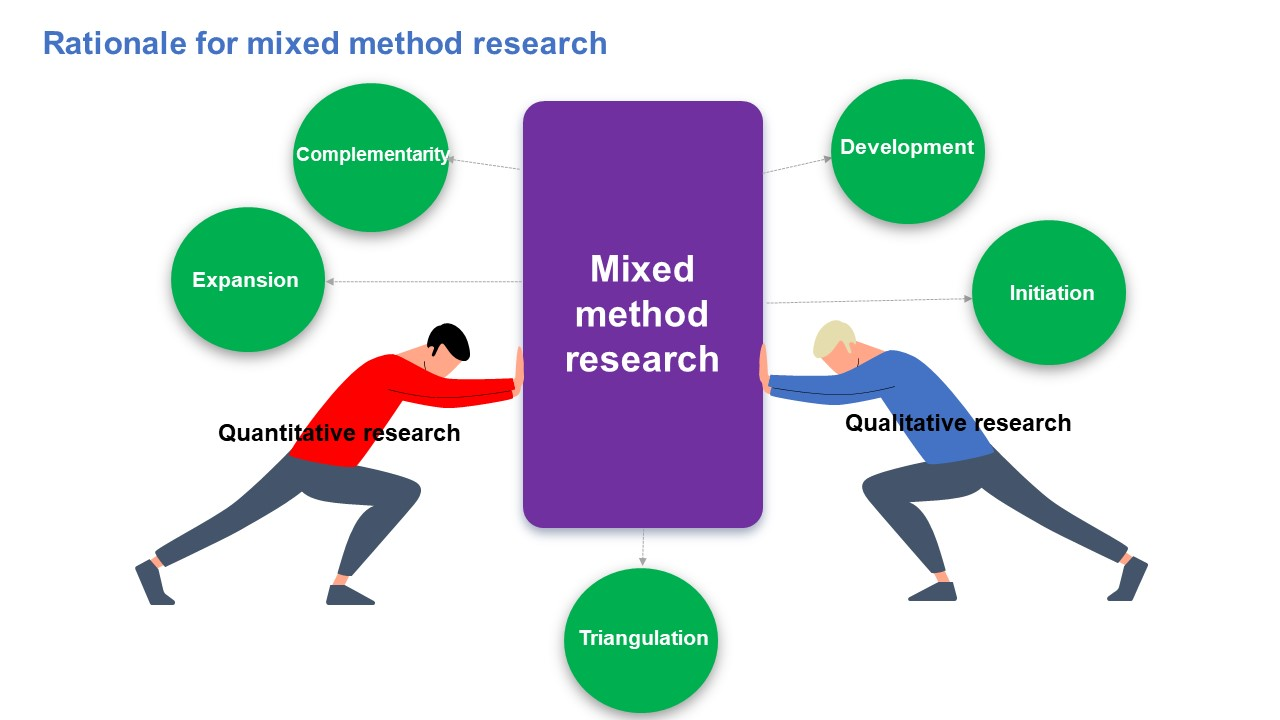 Rationale for mixed method research
Complementarity
Development
Expansion
Initiation
Mixed
method
research
Quantitative research
Qualitative research
Triangulation